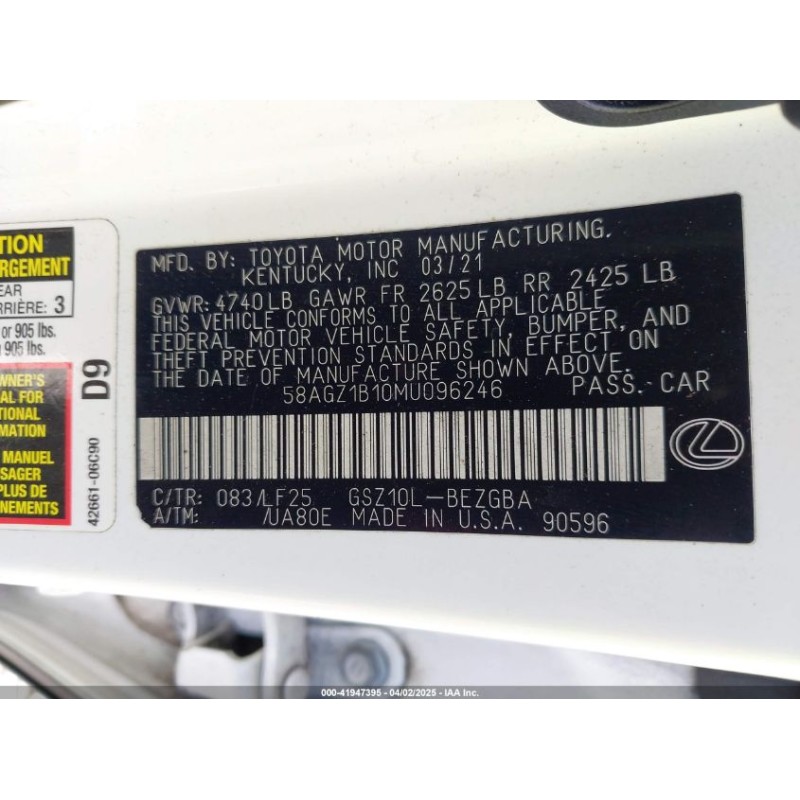 TION
RGEMENT
EAR
RRIÈRE: 3
or 905 lbs.
905 lbs.
WNER'S
AL FOR
TIONAL
RMATION
MANUEL
SAGER
PLUS DE
D9
42661-06C90
MFD. BY: TOYOTA MOTOR MANUFACTURING.
KENTUCKY, INC 03/21
GVWR: 4740LB GAWR FR 2625 LB RR 2425 LB
THIS VEHICLE CONFORMS TO ALL APPLICABLE
FEDERAL MOTOR VEHICLE SAFETY, BUMPER, AND
THEFT PREVENTION STANDARDS IN EFFECT ON
THE DATE OF MANUFACTURE SHOWN ABOVE.
58AGZ1B10MU096246 PASS. CAR
C/TR: 083/LF25 GSZ10L-BEZGBA
A/TM: /UA80E MADE IN U.S.A. 90596
000-41947395 - 04/02/2025 - IAA Inc.